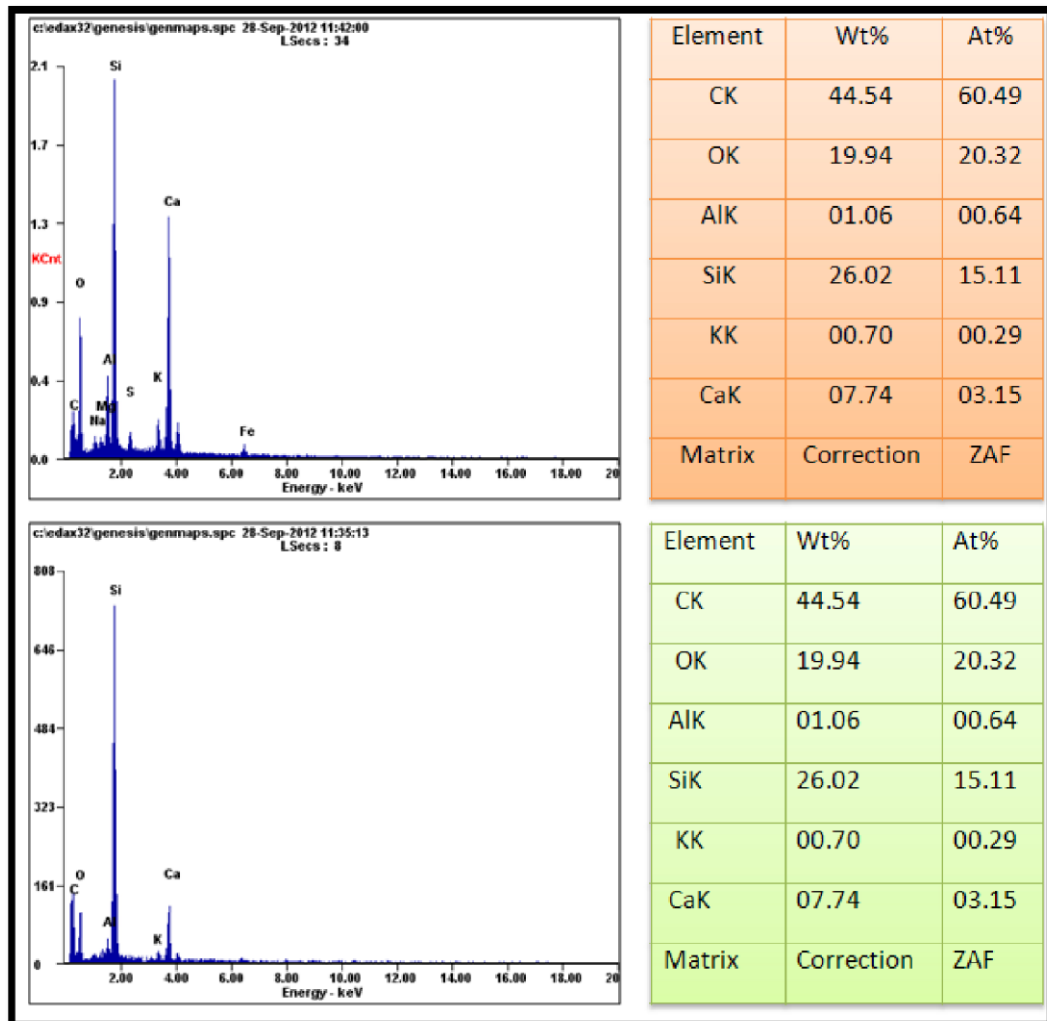 c:\edax32\genesis\genmaps.spc 28-Sep-2012 11:42:00
LSecs : 34
2.1
1.7
1.3
KCnt
0.9
0.4
0.0
Si
Ca
O
Al
S
K
C
Mg
Na
Fe
2.00 4.00 6.00 8.00 10.00 12.00 14.00 16.00 18.00 20
Energy - keV
Element Wt% At%
CK 44.54 60.49
OK 19.94 20.32
AlK 01.06 00.64
SiK 26.02 15.11
KK 00.70 00.29
CaK 07.74 03.15
Matrix Correction ZAF
c:\edax32\genesis\genmaps.spc 28-Sep-2012 11:35:13
LSecs : 8
808
646
484
323
161
0
Si
O
Ca
C
Al
K
2.00 4.00 6.00 8.00 10.00 12.00 14.00 16.00 18.00 20
Energy - keV
Element Wt% At%
CK 44.54 60.49
OK 19.94 20.32
AlK 01.06 00.64
SiK 26.02 15.11
KK 00.70 00.29
CaK 07.74 03.15
Matrix Correction ZAF